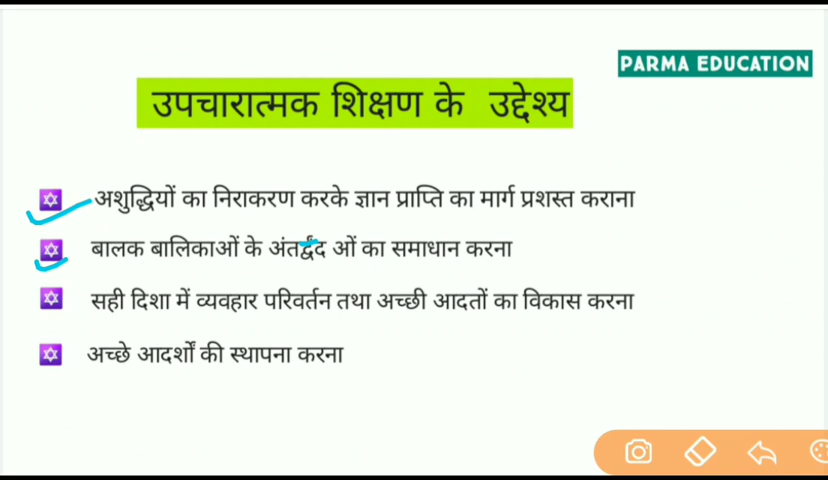 PARMA EDUCATION
उपचारात्मक शिक्षण के उद्देश्य
अशुद्धियों का निराकरण करके ज्ञान प्राप्ति का मार्ग प्रशस्त कराना
बालक बालिकाओं के अंतर्द्वंद ओं का समाधान करना
सही दिशा में व्यवहार परिवर्तन तथा अच्छी आदतों का विकास करना
अच्छे आदर्शों की स्थापना करना